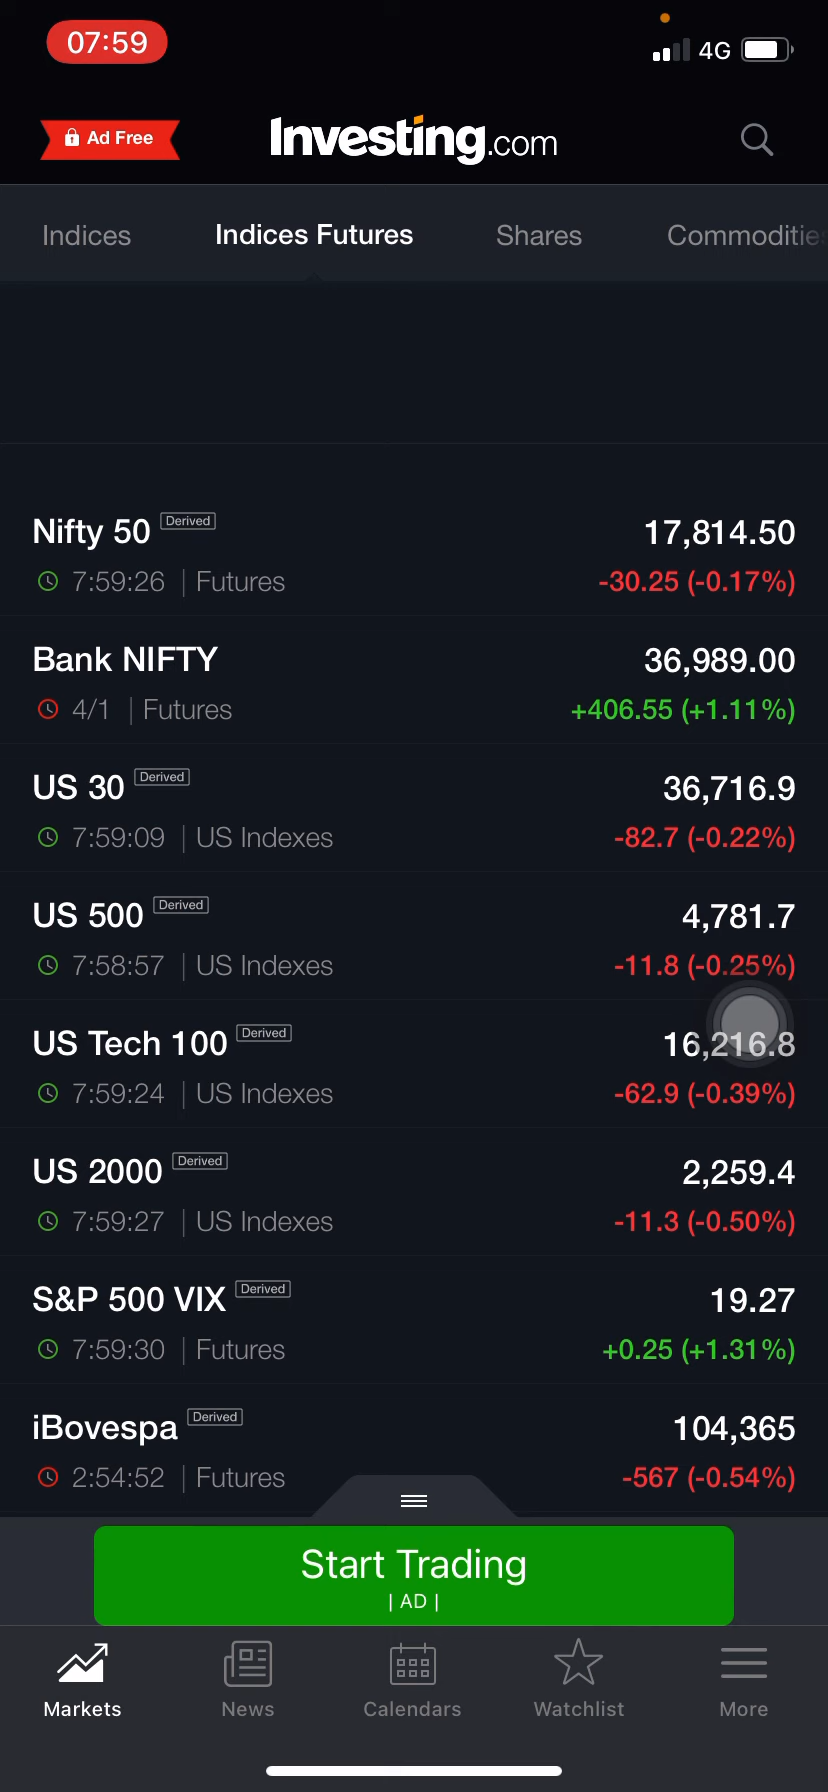 07:59
4G
Ad Free
Investing.com
Indices
Indices Futures
Shares
Commoditie
Nifty 50 Derived
17,814.50
7:59:26 | Futures
-30.25 (-0.17%)
Bank NIFTY
36,989.00
4/1 | Futures
+406.55 (+1.11%)
US 30 Derived
36,716.9
7:59:09 | US Indexes
-82.7 (-0.22%)
US 500 Derived
4,781.7
7:58:57 | US Indexes
-11.8 (-0.25%)
US Tech 100 Derived
16,216.8
7:59:24 | US Indexes
-62.9 (-0.39%)
US 2000 Derived
2,259.4
7:59:27 | US Indexes
-11.3 (-0.50%)
S&P 500 VIX Derived
19.27
7:59:30 | Futures
+0.25 (+1.31%)
iBovespa Derived
104,365
2:54:52 | Futures
-567 (-0.54%)
Start Trading
| AD |
Markets
News
Calendars
Watchlist
More